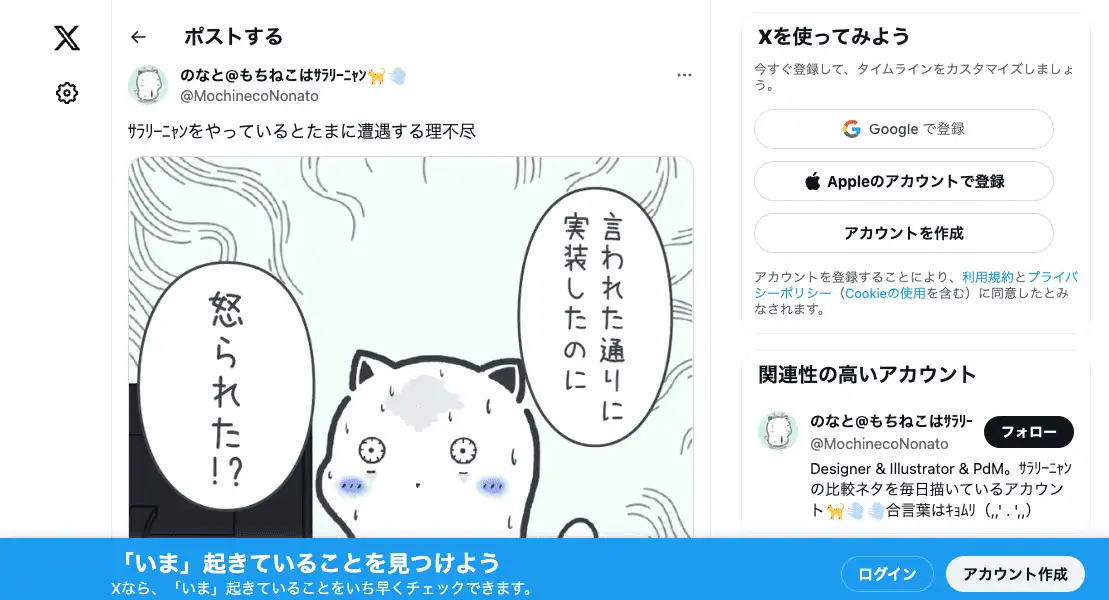 ポストする
のなと@もちねこはｻﾗﾘｰﾆｬﾝ🐈💨
@MochinecoNonato
ｻﾗﾘｰﾆｬﾝをやっているとたまに遭遇する理不尽
言われた通りに
実装したのに
怒られた!?
Xを使ってみよう
今すぐ登録して、タイムラインをカスタマイズしましょ
う。
Google で登録
Appleのアカウントで登録
アカウントを作成
アカウントを登録することにより、利用規約とプライバ
シーポリシー（Cookieの使用を含む）に同意したとみ
なされます。
関連性の高いアカウント
のなと@もちねこはｻﾗﾘｰ
@MochinecoNonato
フォロー
Designer & Illustrator & PdM。ｻﾗﾘｰﾆｬﾝ
の比較ネタを毎日描いているアカウン
ト🐈💨💨合言葉はｷｮﾑﾘ（,,' . ',,）
「いま」起きていることを見つけよう
Xなら、「いま」起きていることをいち早くチェックできます。
ログイン
アカウント作成